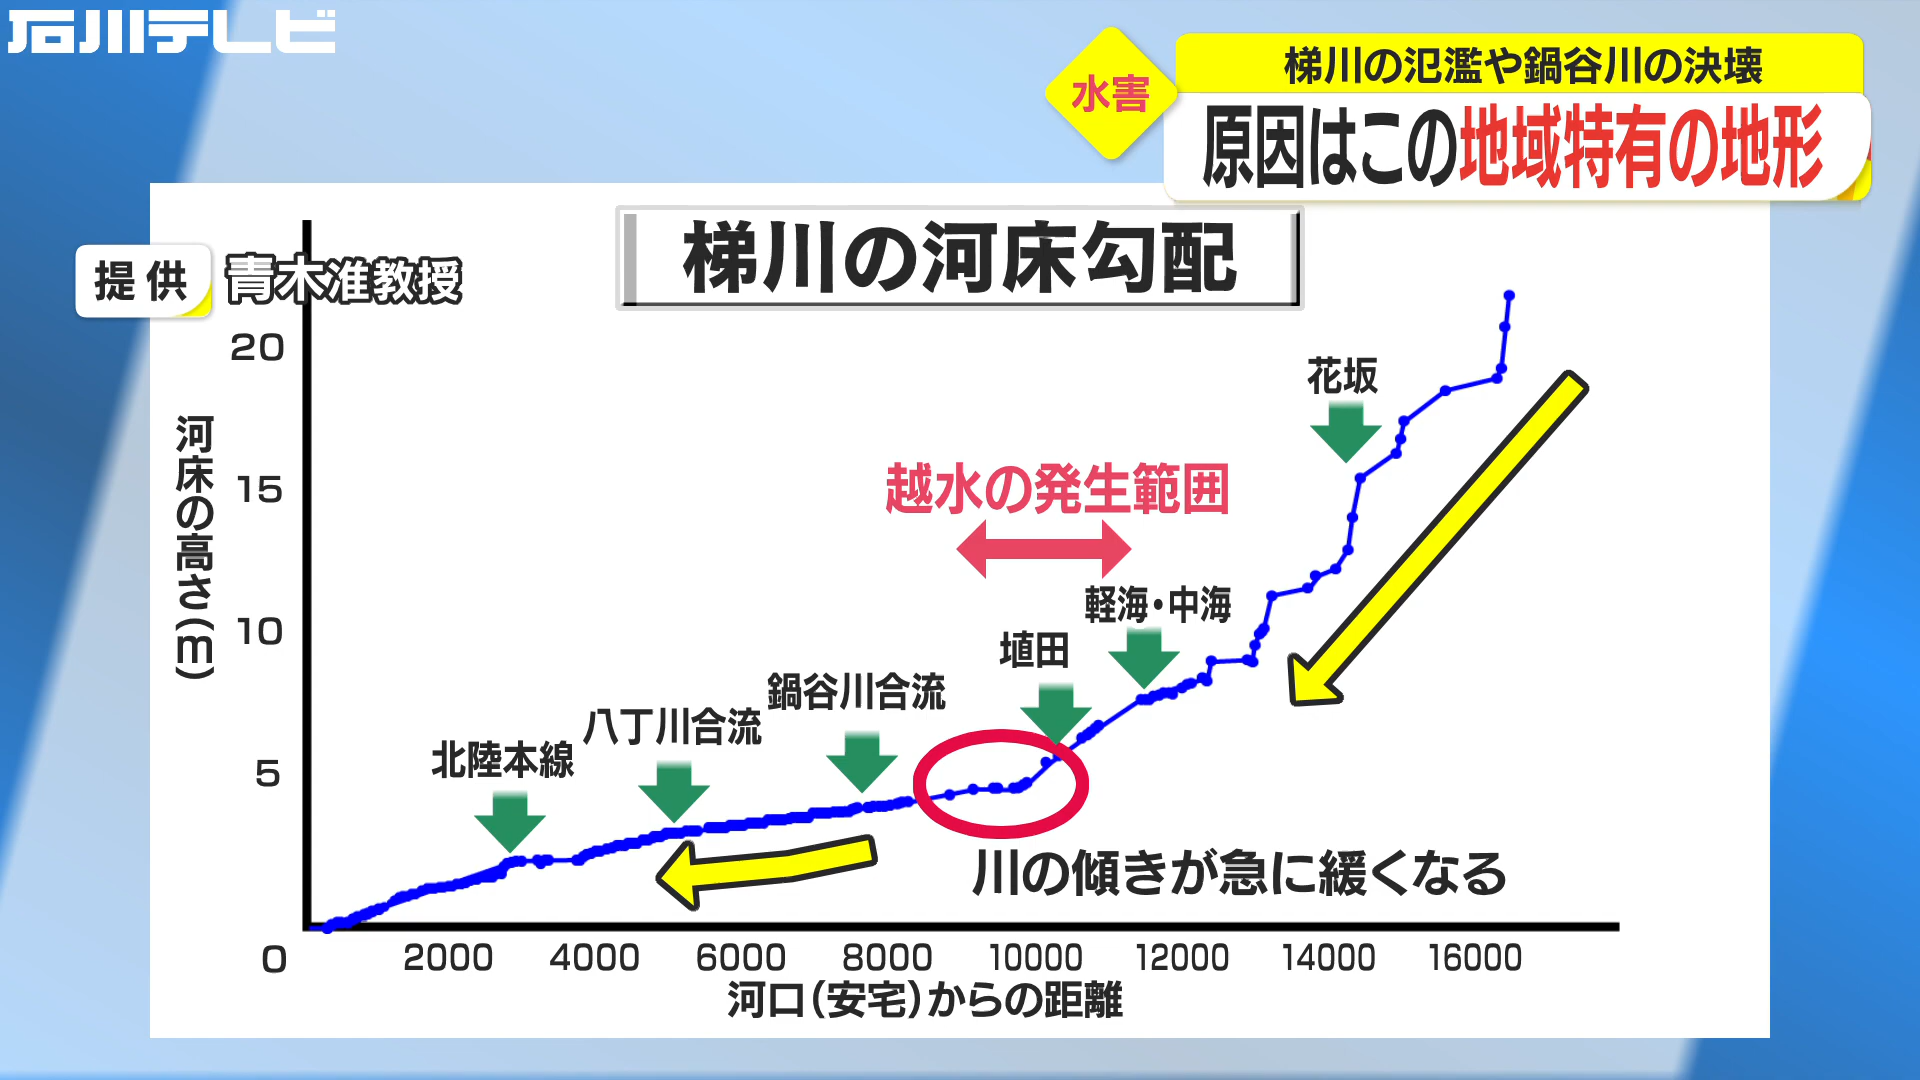 石川テレビ
水害
梯川の氾濫や鍋谷川の決壊
原因はこの地域特有の地形
提供 青木准教授
梯川の河床勾配
河床の高さ(m)
20
15
10
5
0
花坂
越水の発生範囲
軽海・中海
埴田
鍋谷川合流
八丁川合流
北陸本線
川の傾きが急に緩くなる
2000 4000 6000 8000 10000 12000 14000 16000
河口(安宅)からの距離